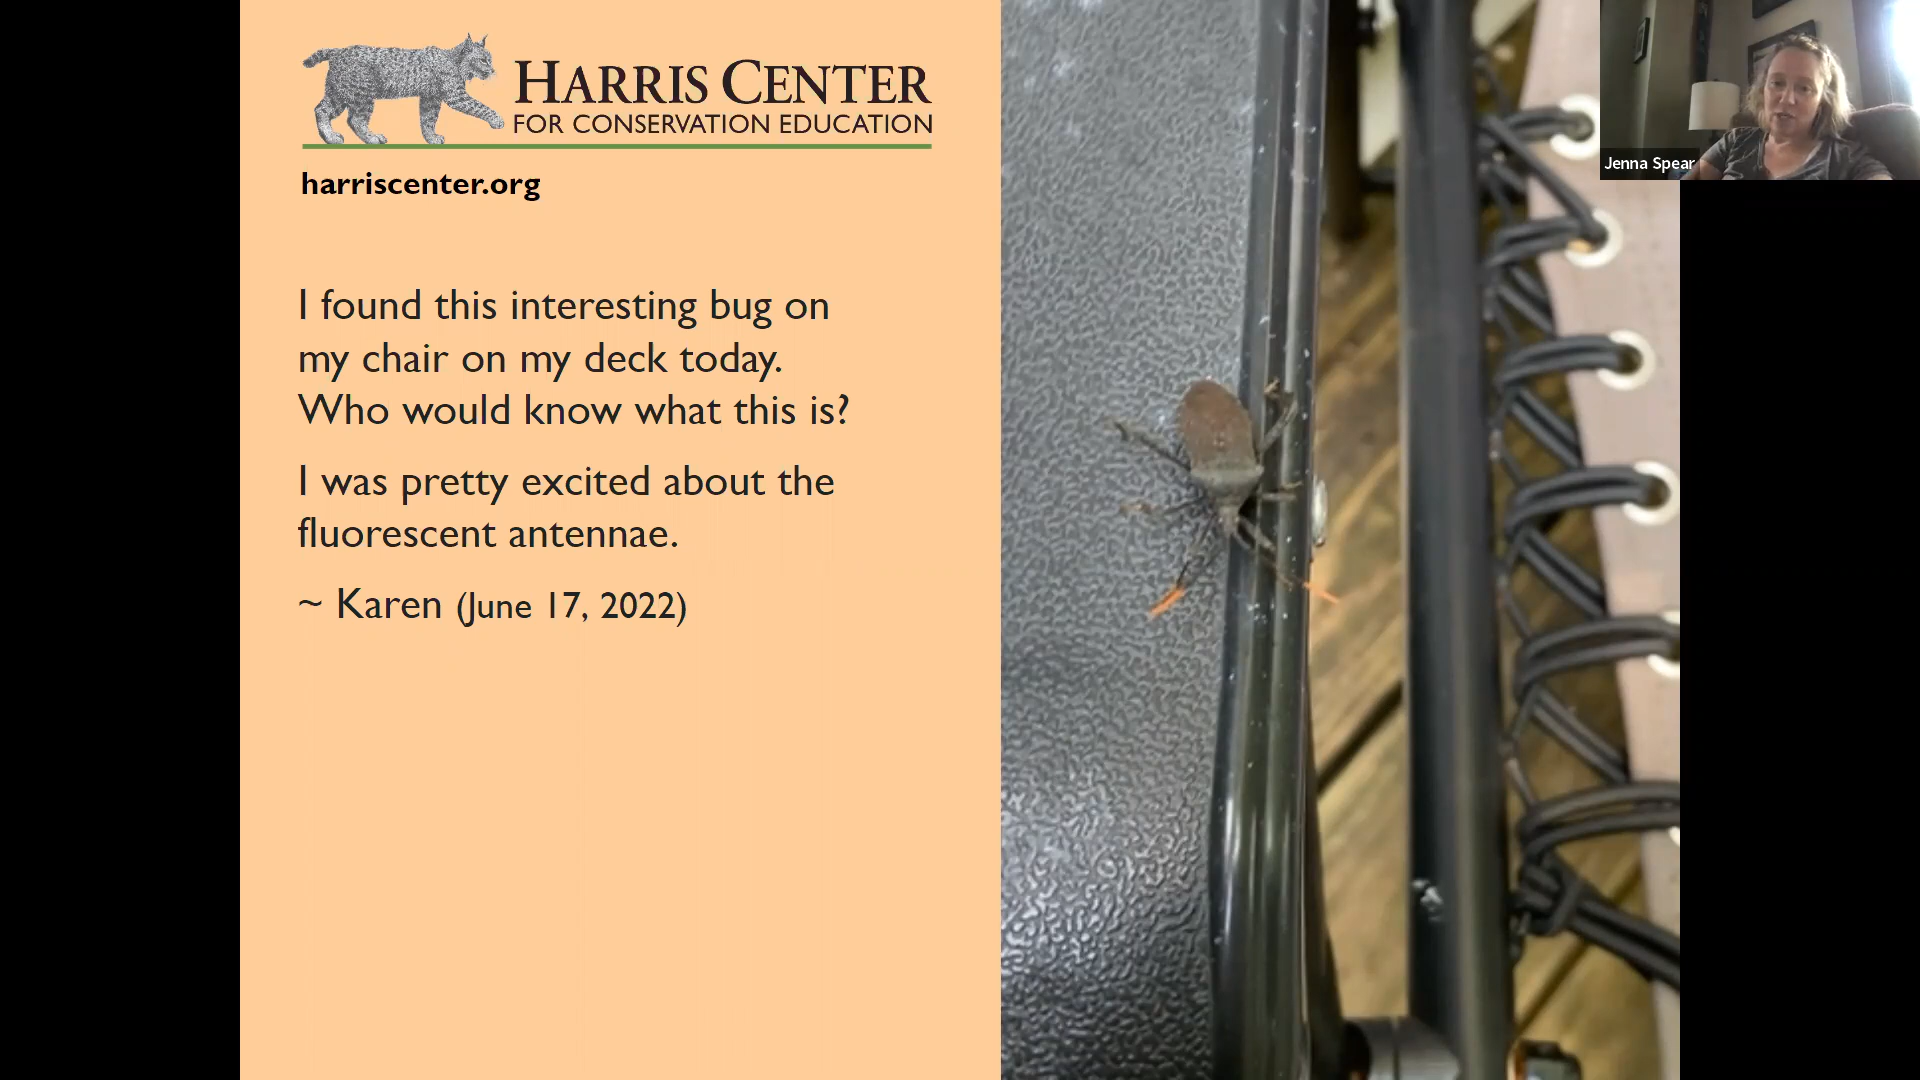 HARRIS CENTER
FOR CONSERVATION EDUCATION
harriscenter.org
I found this interesting bug on
my chair on my deck today.
Who would know what this is?
I was pretty excited about the
fluorescent antennae.
~ Karen (June 17, 2022)
Jenna Spear